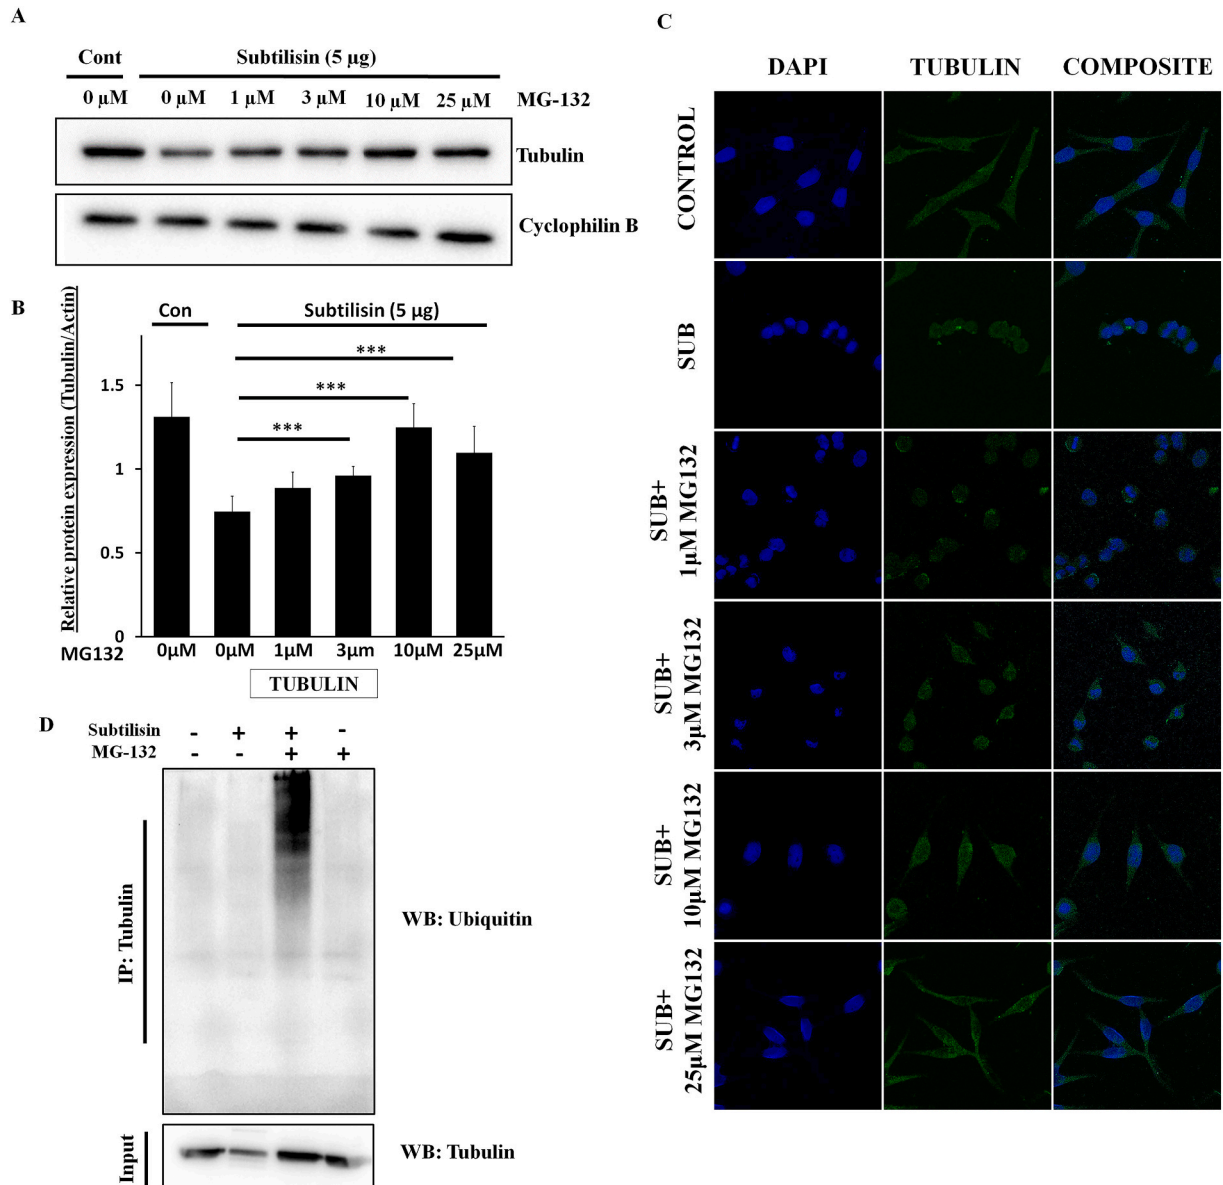 A
Cont
Subtilisin (5 µg)
0 µM 0 µM 1 µM 3 µM 10 µM 25 µM MG-132
Tubulin
Cyclophilin B
B
Relative protein expression (Tubulin/Actin)
Con
Subtilisin (5 µg)
***
***
***
1.5
1
0.5
0
MG132 0µM 0µM 1µM 3µm 10µM 25µM
TUBULIN
C
DAPI TUBULIN COMPOSITE
CONTROL
SUB
SUB+
1µM MG132
SUB+
3µM MG132
SUB+
10µM MG132
SUB+
25µM MG132
D
Subtilisin - + + -
MG-132 - - + +
IP: Tubulin
WB: Ubiquitin
Input
WB: Tubulin